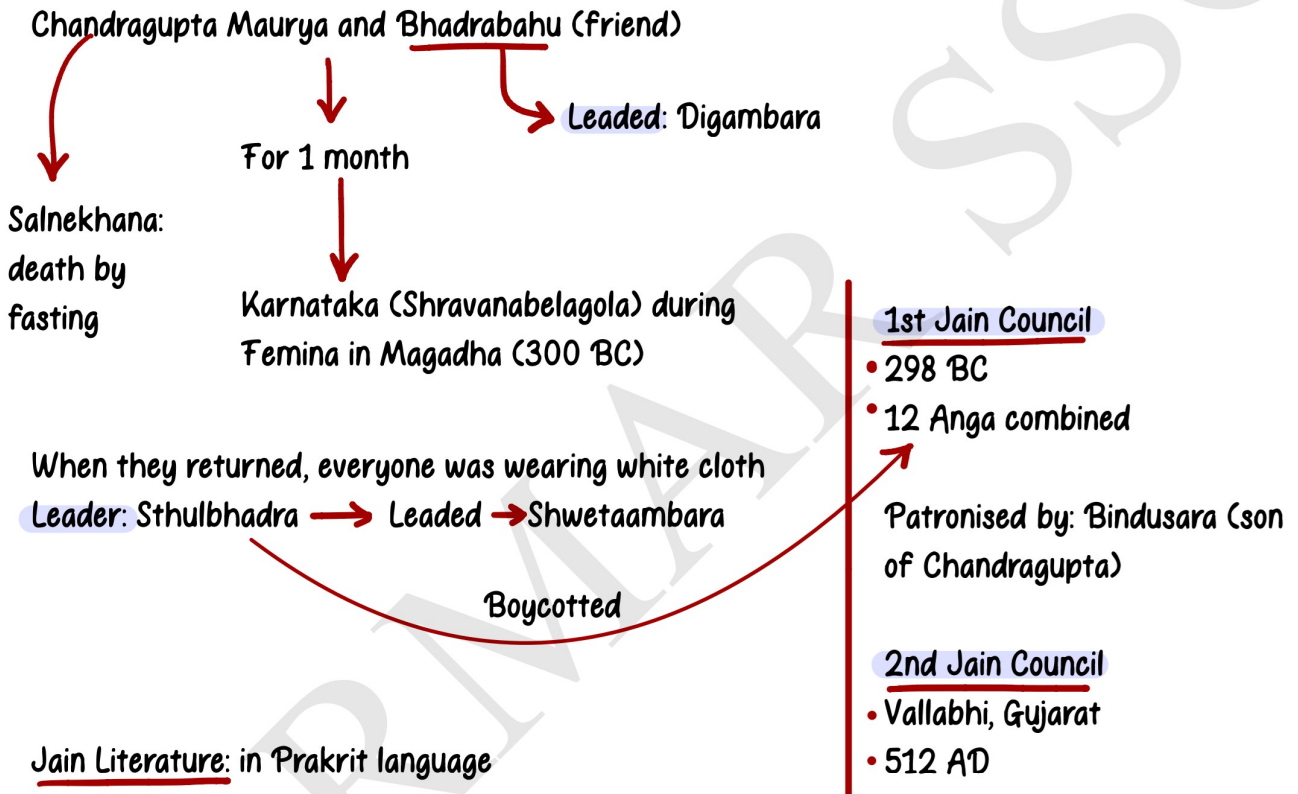 Chandragupta Maurya and Bhadrabahu (friend)
Leaded: Digambara
For 1 month
Salnekhana:
death by
fasting
Karnataka (Shravanabelagola) during
Femina in Magadha (300 BC)
When they returned, everyone was wearing white cloth
Leader: Sthulbhadra → Leaded → Shwetaambara
Boycotted
Jain Literature: in Prakrit language
1st Jain Council
• 298 BC
• 12 Anga combined
Patronised by: Bindusara (son
of Chandragupta)
2nd Jain Council
• Vallabhi, Gujarat
• 512 AD
RMAR SS